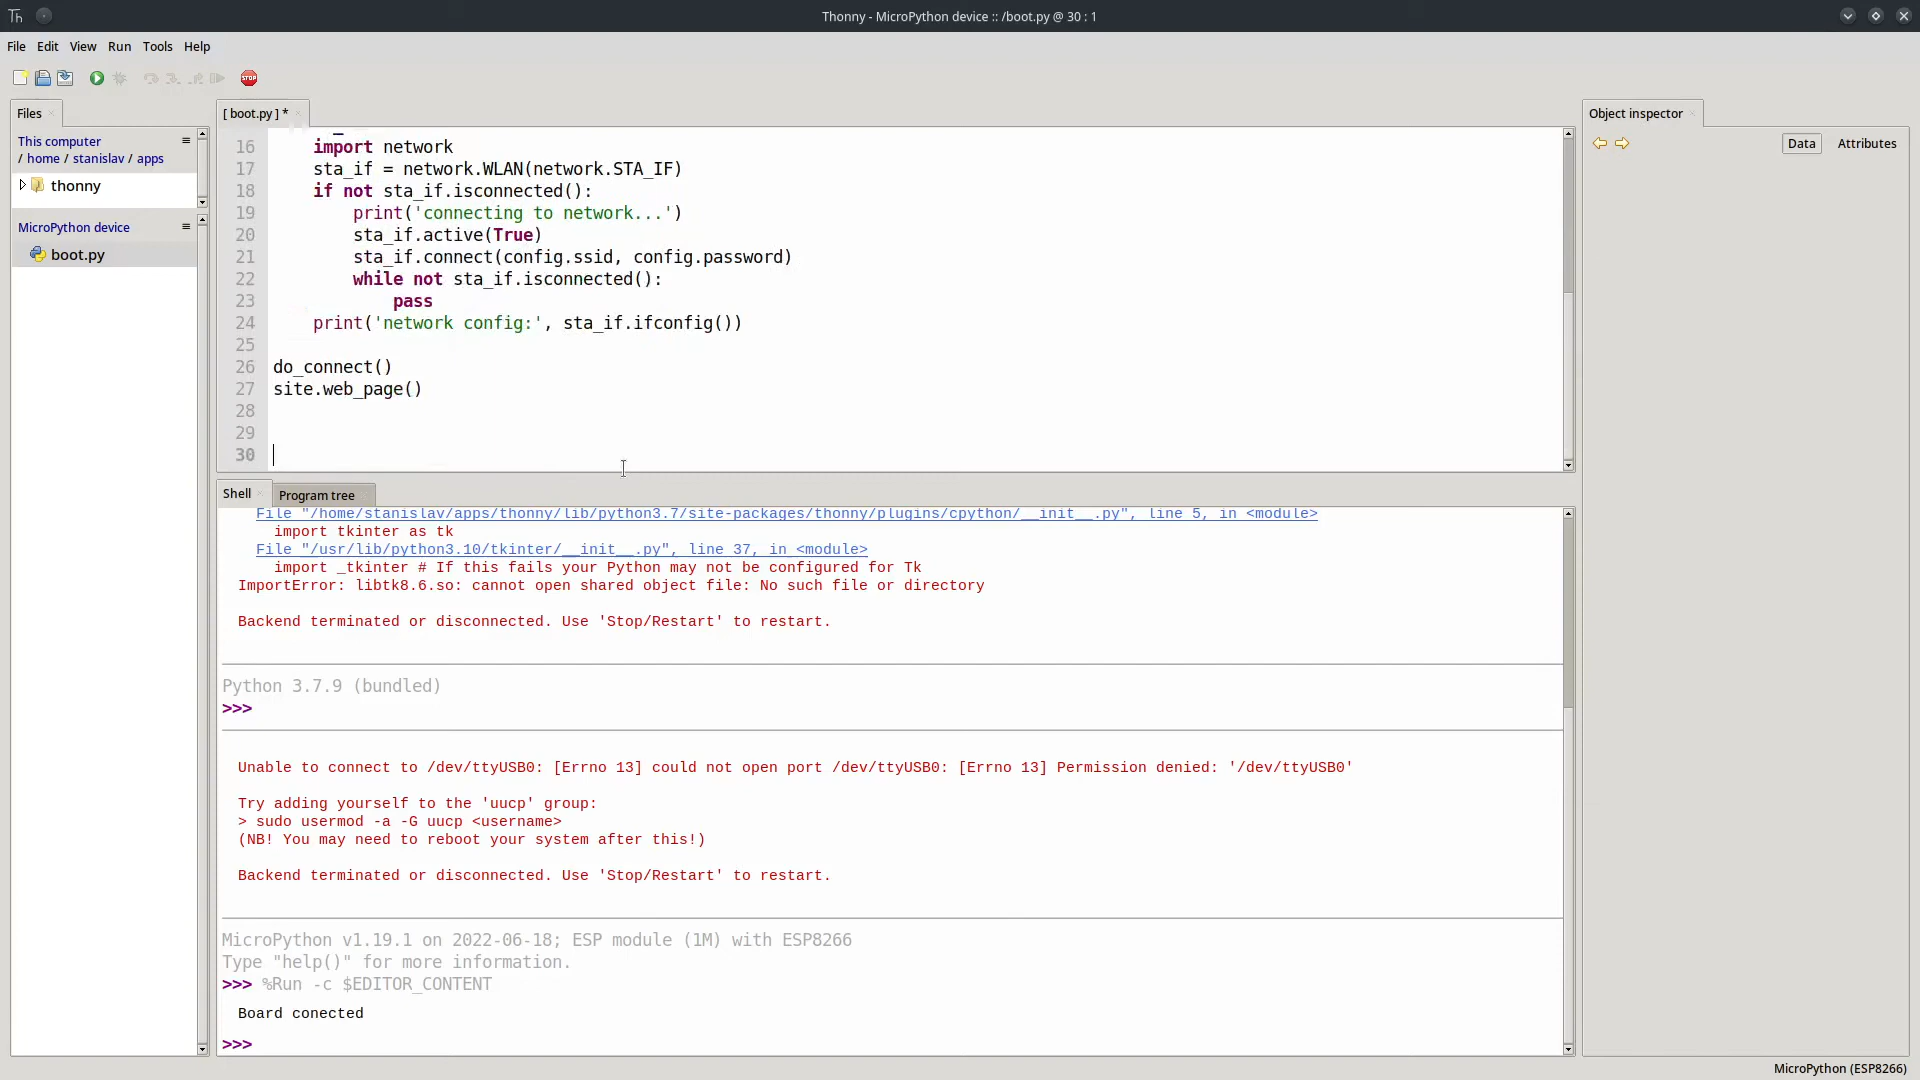 Th
Thonny - MicroPython device :: /boot.py @ 30 : 1
File Edit View Run Tools Help
STOP
Files
This computer
/ home / stanislav / apps
thonny
MicroPython device
boot.py
[ boot.py ] *
16 import network
17 sta_if = network.WLAN(network.STA_IF)
18 if not sta_if.isconnected():
19 print('connecting to network...')
20 sta_if.active(True)
21 sta_if.connect(config.ssid, config.password)
22 while not sta_if.isconnected():
23 pass
24 print('network config:', sta_if.ifconfig())
25
26 do_connect()
27 site.web_page()
28
29
30
Shell
Program tree
File "/home/stanislav/apps/thonny/lib/python3.7/site-packages/thonny/plugins/cpython/__init__.py", line 5, in <module>
import tkinter as tk
File "/usr/lib/python3.10/tkinter/__init__.py", line 37, in <module>
import _tkinter # If this fails your Python may not be configured for Tk
ImportError: libtk8.6.so: cannot open shared object file: No such file or directory
Backend terminated or disconnected. Use 'Stop/Restart' to restart.
Python 3.7.9 (bundled)
>>>
Unable to connect to /dev/ttyUSB0: [Errno 13] could not open port /dev/ttyUSB0: [Errno 13] Permission denied: '/dev/ttyUSB0'
Try adding yourself to the 'uucp' group:
> sudo usermod -a -G uucp <username>
(NB! You may need to reboot your system after this!)
Backend terminated or disconnected. Use 'Stop/Restart' to restart.
MicroPython v1.19.1 on 2022-06-18; ESP module (1M) with ESP8266
Type "help()" for more information.
>>> %Run -c $EDITOR_CONTENT
Board conected
>>>
Object inspector
Data
Attributes
MicroPython (ESP8266)